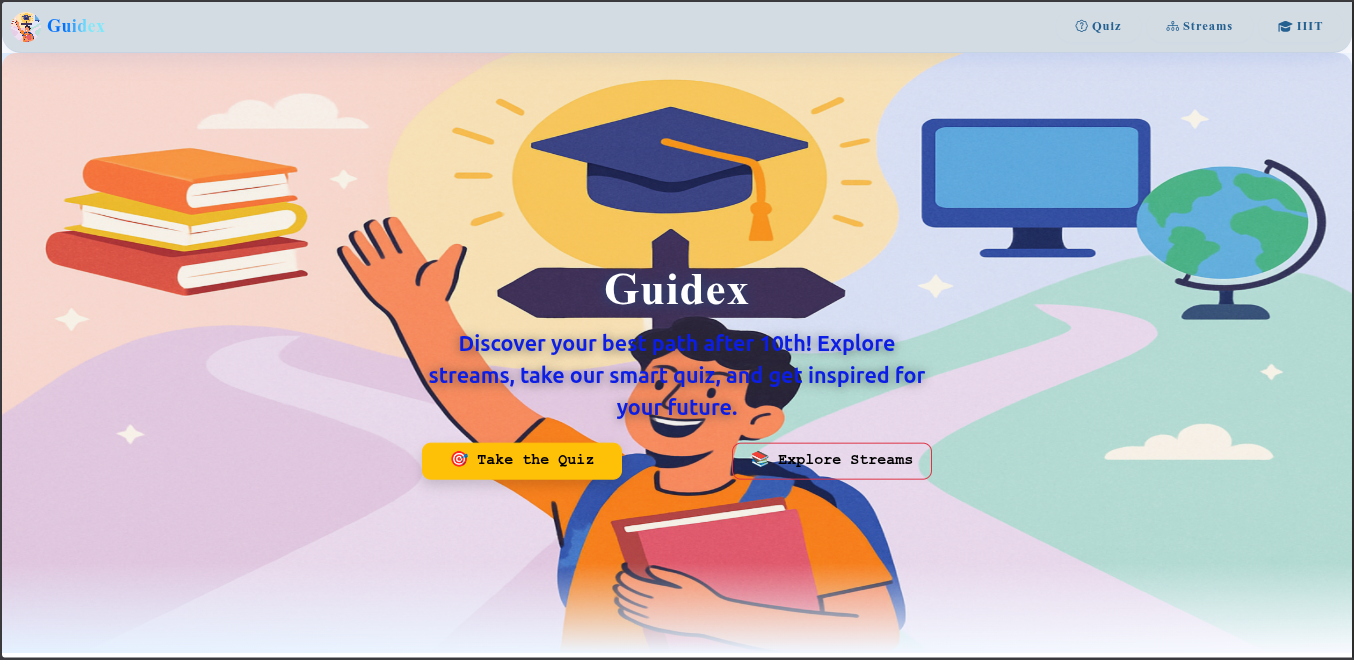 Guidex
Quiz
Streams
IIIT
Guidex
Discover your best path after 10th! Explore
streams, take our smart quiz, and get inspired for
your future.
🎯 Take the Quiz
📚 Explore Streams